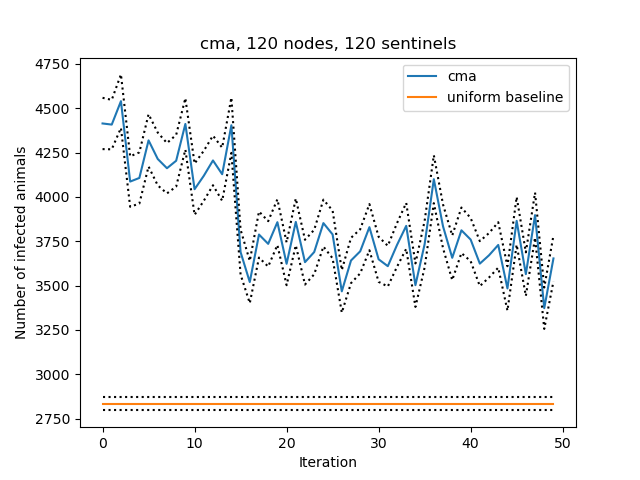 cma, 120 nodes, 120 sentinels
cma
uniform baseline
Number of infected animals
4750
4500
4250
4000
3750
3500
3250
3000
2750
0 10 20 30 40 50
Iteration